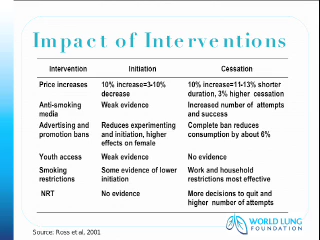 Impact of Interventions
Intervention Initiation Cessation
Price increases 10% increase=3-10% 10% increase=11-13% shorter
decrease duration, 3% higher cessation
Anti-smoking Weak evidence Increased number of attempts
media and success
Advertising and Reduces experimenting Complete ban reduces
promotion bans and initiation, higher consumption by about 6%
effects on female
Youth access Weak evidence No evidence
Smoking Some evidence of lower Work and household
restrictions initiation restrictions most effective
NRT No evidence More decisions to quit and
higher number of attempts
WORLD LUNG
FOUNDATION
Source: Ross et al, 2001